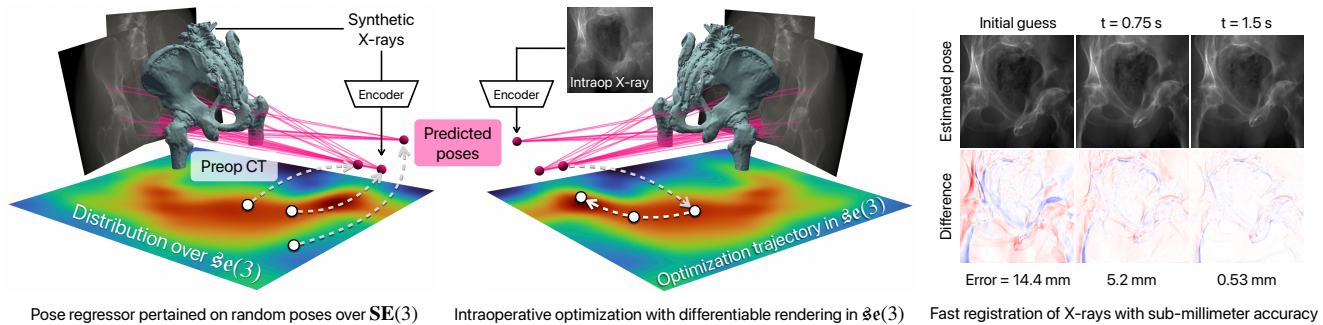 Synthetic
X-rays
Encoder
Predicted
poses
Preop CT
Distribution over 𝔰𝔢(3)
Pose regressor pertained on random poses over SE(3)
Intraop X-ray
Encoder
Optimization trajectory in 𝔰𝔢(3)
Intraoperative optimization with differentiable rendering in 𝔰𝔢(3)
Initial guess
t = 0.75 s
t = 1.5 s
Estimated pose
Difference
Error = 14.4 mm
5.2 mm
0.53 mm
Fast registration of X-rays with sub-millimeter accuracy